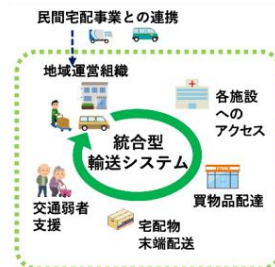 民間宅配事業との連携
地域運営組織
各施設
への
アクセス
統合型
輸送システム
買物品配達
交通弱者
支援
宅配物
末端配送